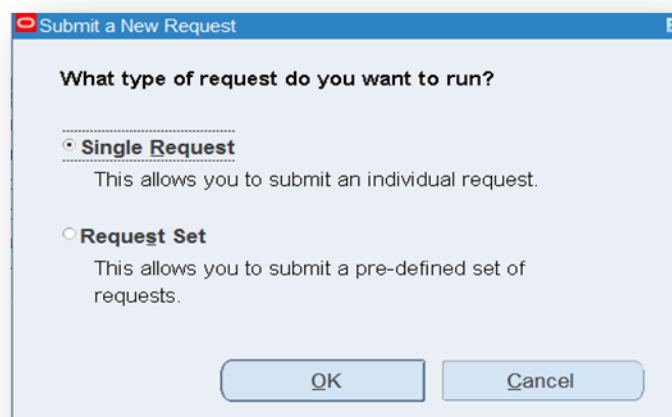 Submit a New Request
What type of request do you want to run?
Single Request
This allows you to submit an individual request.
Request Set
This allows you to submit a pre-defined set of
requests.
OK
Cancel